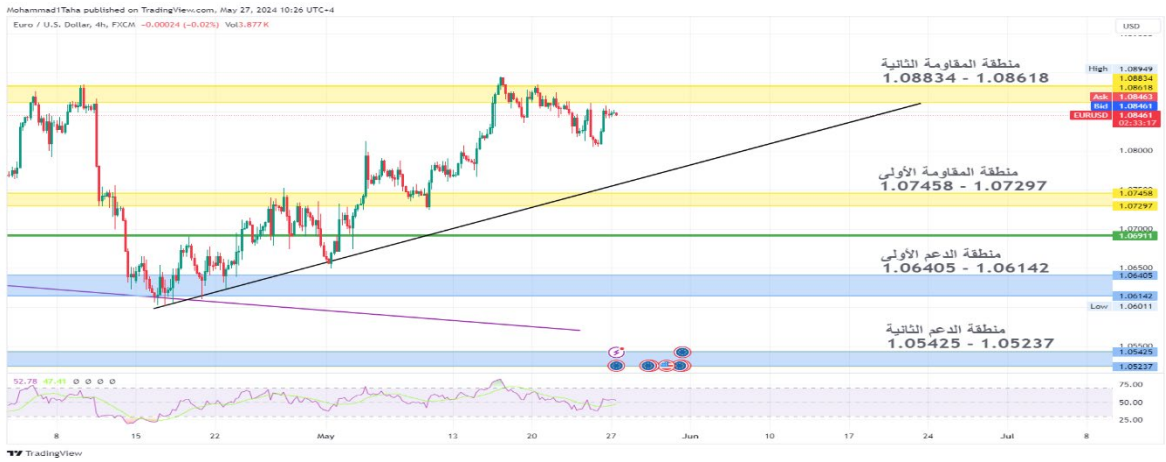 Mohammad1Taha published on TradingView.com, May 27, 2024 10:26 UTC+4
Euro / U.S. Dollar, 4h, FXCM -0.00024 (-0.02%) Vol3.877 K
USD
منطقة المقاومة الثانية
1.08834 - 1.08618
High 1.08949
1.08834
1.08618
Ask 1.08463
Bid 1.08461
EURUSD 1.08461
02:33:17
1.08000
منطقة المقاومة الأولى
1.07458 - 1.07297
1.07458
1.07297
1.07000
1.06911
منطقة الدعم الأولى
1.06405 - 1.06142
1.06500
1.06405
1.06142
Low 1.06011
منطقة الدعم الثانية
1.05425 - 1.05237
1.05500
1.05425
1.05237
52.78 47.41 ∅ ∅ ∅ ∅
75.00
50.00
25.00
8 15 22 May 13 20 27 Jun 10 17 24 Jul 8
TradingView